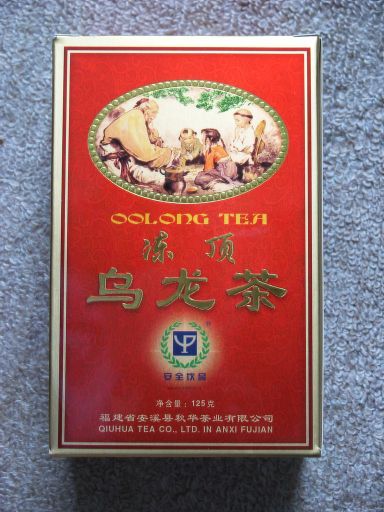 OOLONG TEA
冻顶
乌龙茶
®
安全饮品
净含量：125克
福建省安溪县秋华茶业有限公司
QIUHUA TEA CO., LTD. IN ANXI FUJIAN